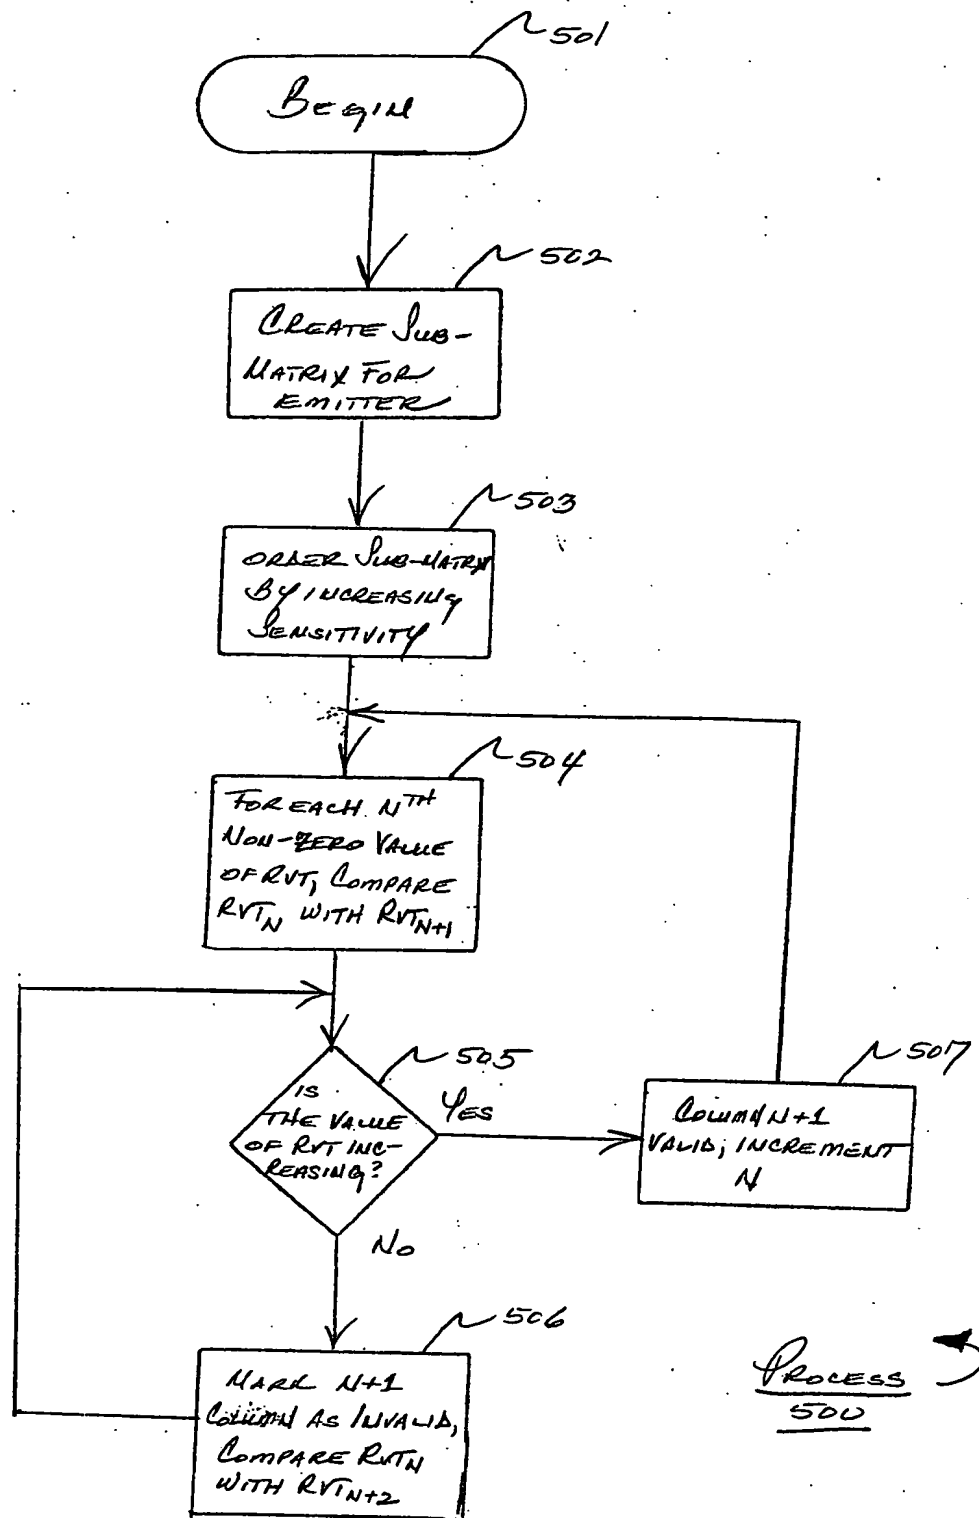 501
BEGIN
502
CREATE SUB-
MATRIX FOR
EMITTER
503
ORDER SUB-MATRIX
BY INCREASING
SENSITIVITY
504
FOR EACH NTH
NON-ZERO VALUE
OF RVT, COMPARE
RVTN WITH RVTN+1
505
IS
THE VALUE
OF RVT INC-
REASING?
YES
507
COLUMN N+1
VALID; INCREMENT
N
NO
506
MARK N+1
COLUMN AS INVALID,
COMPARE RVTN
WITH RVTN+2
PROCESS
500